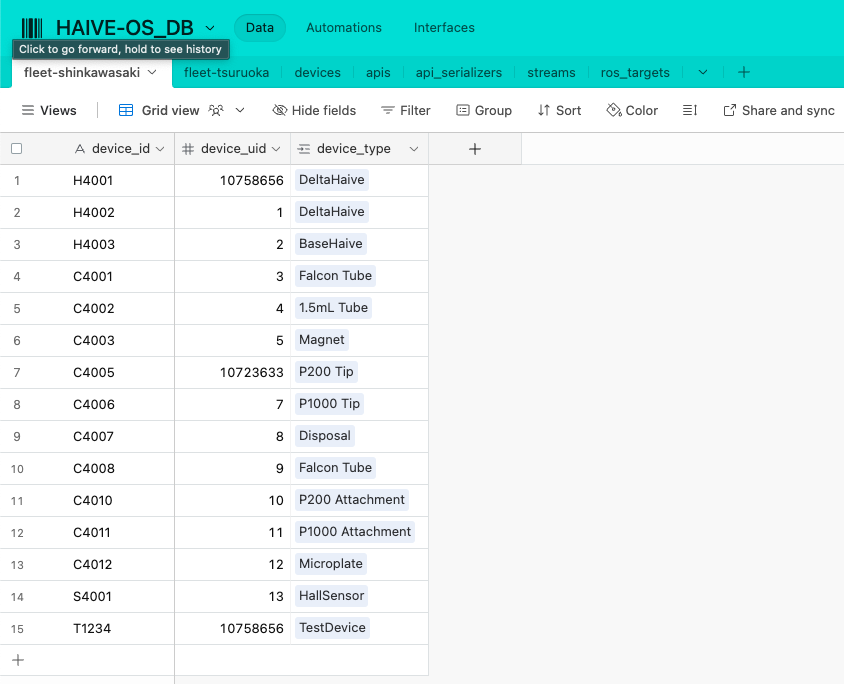 HAIVE-OS_DB Data Automations Interfaces
Click to go forward, hold to see history
fleet-shinkawasaki fleet-tsuruoka devices apis api_serializers streams ros_targets
Views Grid view Hide fields Filter Group Sort Color Share and sync
device_id device_uid device_type
1 H4001 10758656 DeltaHaive
2 H4002 1 DeltaHaive
3 H4003 2 BaseHaive
4 C4001 3 Falcon Tube
5 C4002 4 1.5mL Tube
6 C4003 5 Magnet
7 C4005 10723633 P200 Tip
8 C4006 7 P1000 Tip
9 C4007 8 Disposal
10 C4008 9 Falcon Tube
11 C4010 10 P200 Attachment
12 C4011 11 P1000 Attachment
13 C4012 12 Microplate
14 S4001 13 HallSensor
15 T1234 10758656 TestDevice